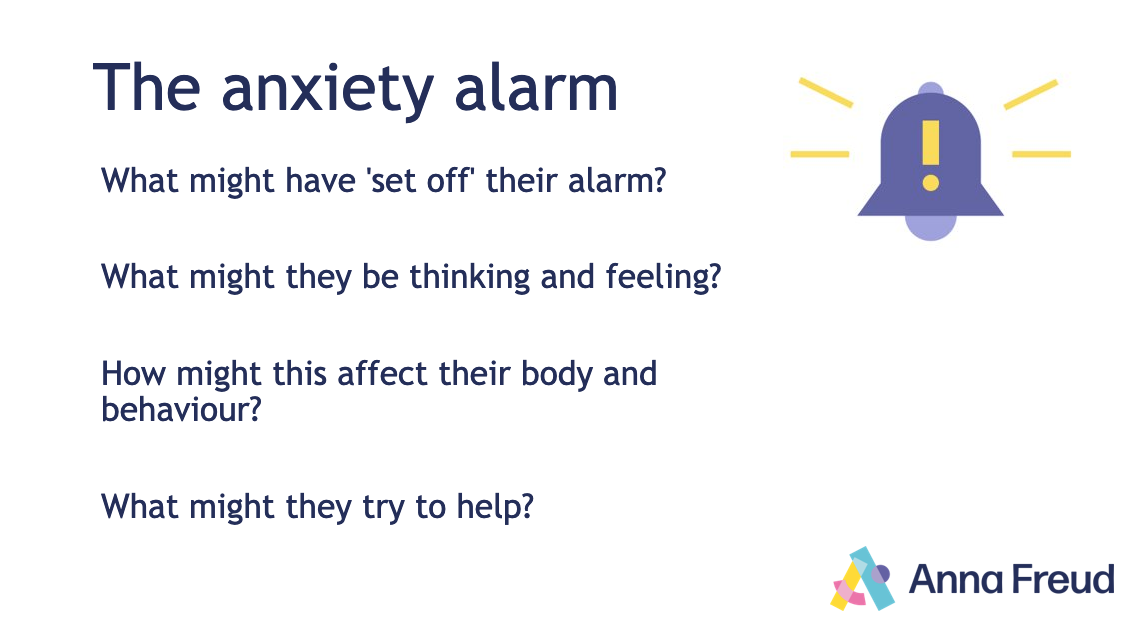 The anxiety alarm
What might have 'set off' their alarm?
What might they be thinking and feeling?
How might this affect their body and
behaviour?
What might they try to help?
Anna Freud